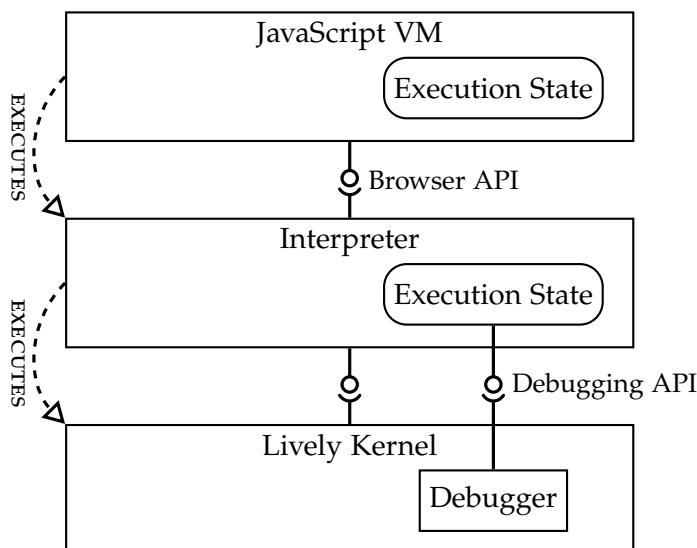 JavaScript VM
Execution State
EXECUTES
Browser API
Interpreter
Execution State
EXECUTES
Debugging API
Lively Kernel
Debugger